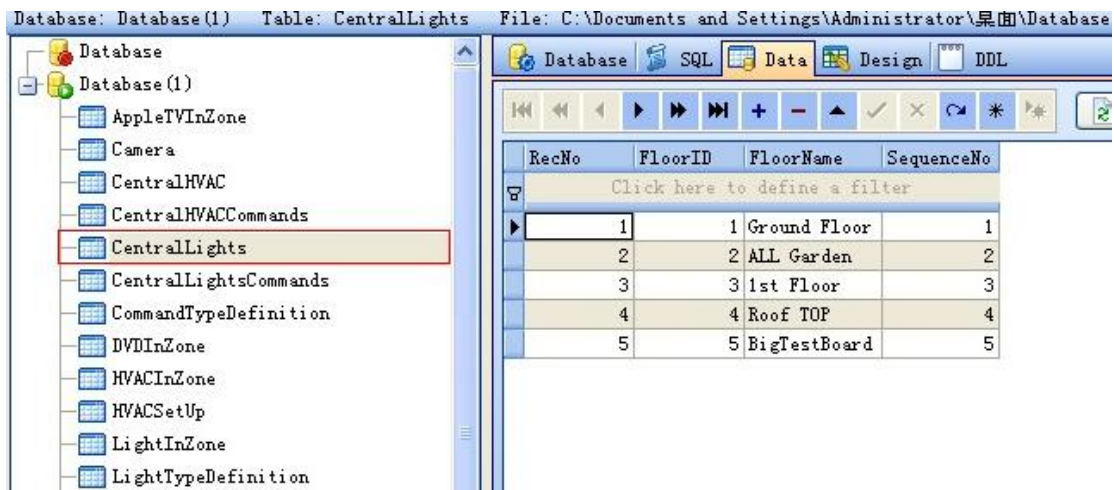 Database: Database(1) Table: CentralLights File: C:\Documents and Settings\Administrator\桌面\Database
Database
Database(1)
AppleTVInZone
Camera
CentralHVAC
CentralHVACCommands
CentralLights
CentralLightsCommands
CommandTypeDefinition
DVDInZone
HVACInZone
HVACSetUp
LightInZone
LightTypeDefinition
Database SQL Data Design DDL
RecNo FloorID FloorName SequenceNo
Click here to define a filter
1 1 Ground Floor 1
2 2 ALL Garden 2
3 3 1st Floor 3
4 4 Roof TOP 4
5 5 BigTestBoard 5